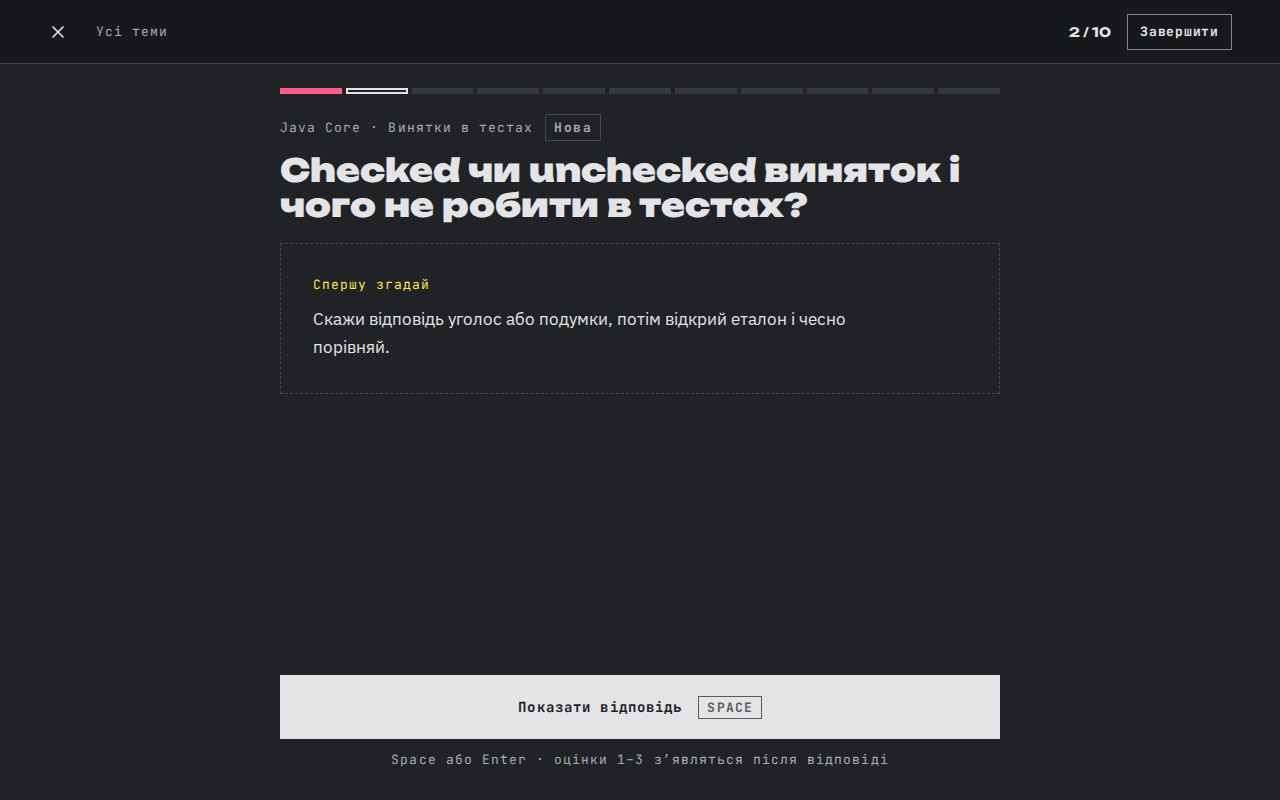 Усі теми
2/10
Завершити
Java Core · Винятки в тестах
Нова
Checked чи unchecked виняток і
чого не робити в тестах?
Спершу згадай
Скажи відповідь уголос або подумки, потім відкрий еталон і чесно
порівняй.
Показати відповідь SPACE
Space або Enter · оцінки 1–3 зʼявляться після відповіді